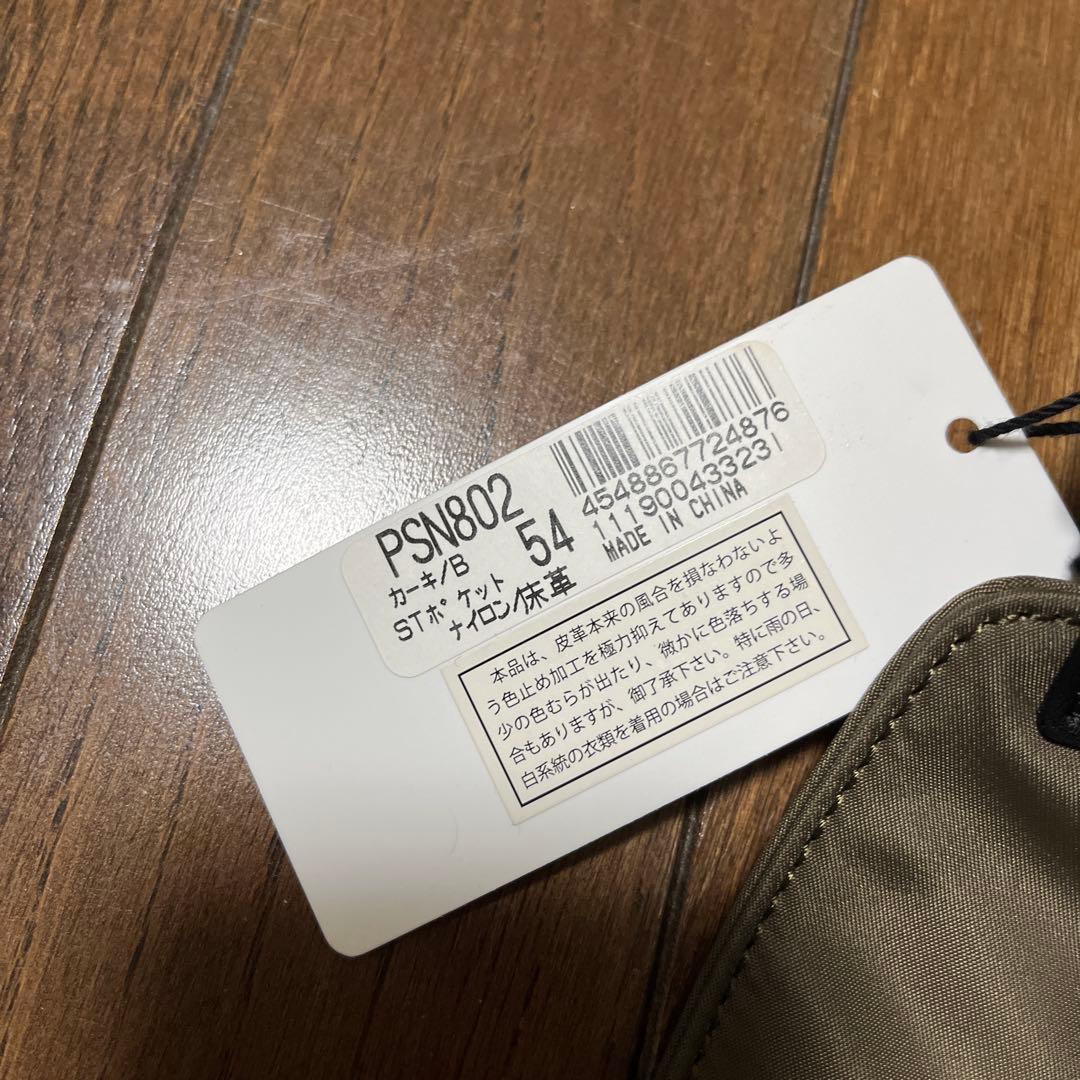 PSN802
カーキ/B 54
STポケット
ナイロン/床革
4548867724876
11190043323 1
MADE IN CHINA
本品は、皮革本来の風合を損なわないよ
う色止め加工を極力抑えてありますので多
少の色むらが出たり、微かに色落ちする場
合もありますが、御了承下さい。特に雨の日、
白系統の衣類を着用の場合はご注意下さい。